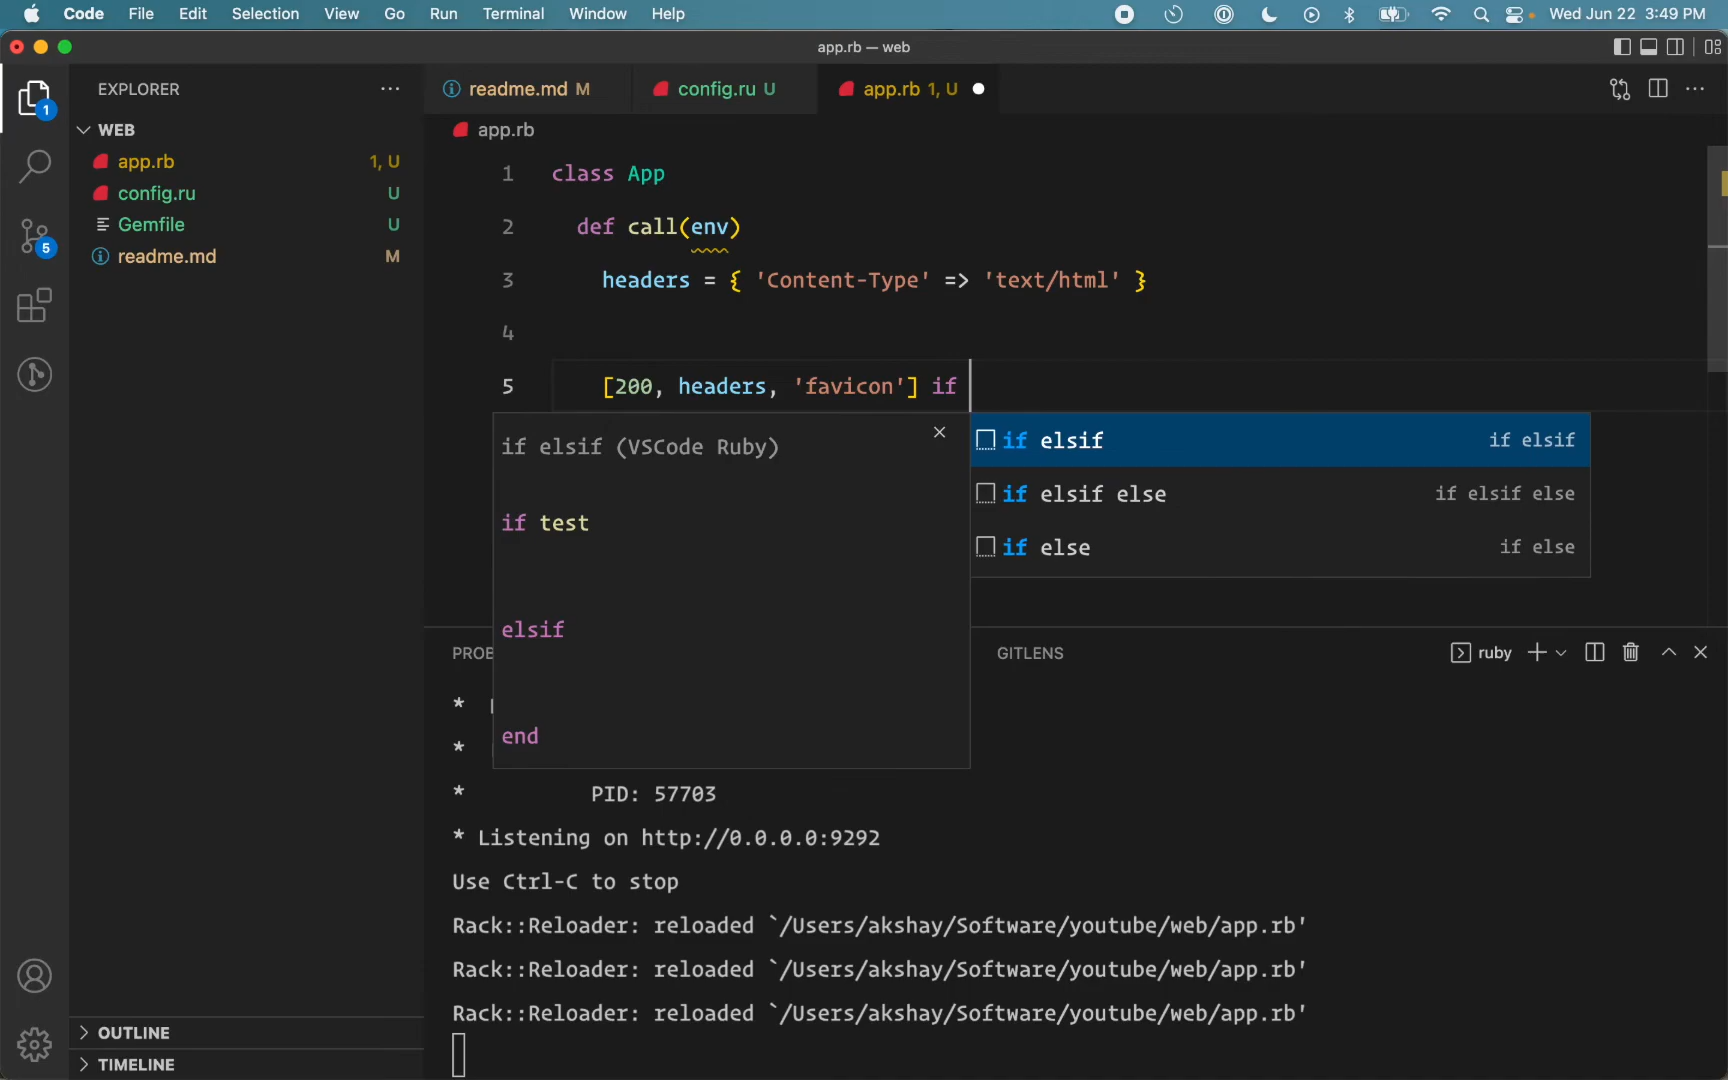 Code File Edit Selection View Go Run Terminal Window Help Wed Jun 22 3:49 PM
app.rb — web
EXPLORER
readme.md M config.ru U app.rb 1, U
WEB
app.rb 1, U
config.ru U
Gemfile U
readme.md M
1
5
app.rb
1 class App
2 def call(env)
3 headers = { 'Content-Type' => 'text/html' }
4
5 [200, headers, 'favicon'] if
if elsif (VSCode Ruby)
if test
elsif
end
if elsif if elsif
if elsif else if elsif else
if else if else
GITLENS
ruby
*
*
* PID: 57703
* Listening on http://0.0.0.0:9292
Use Ctrl-C to stop
Rack::Reloader: reloaded `/Users/akshay/Software/youtube/web/app.rb'
Rack::Reloader: reloaded `/Users/akshay/Software/youtube/web/app.rb'
Rack::Reloader: reloaded `/Users/akshay/Software/youtube/web/app.rb'
OUTLINE
TIMELINE